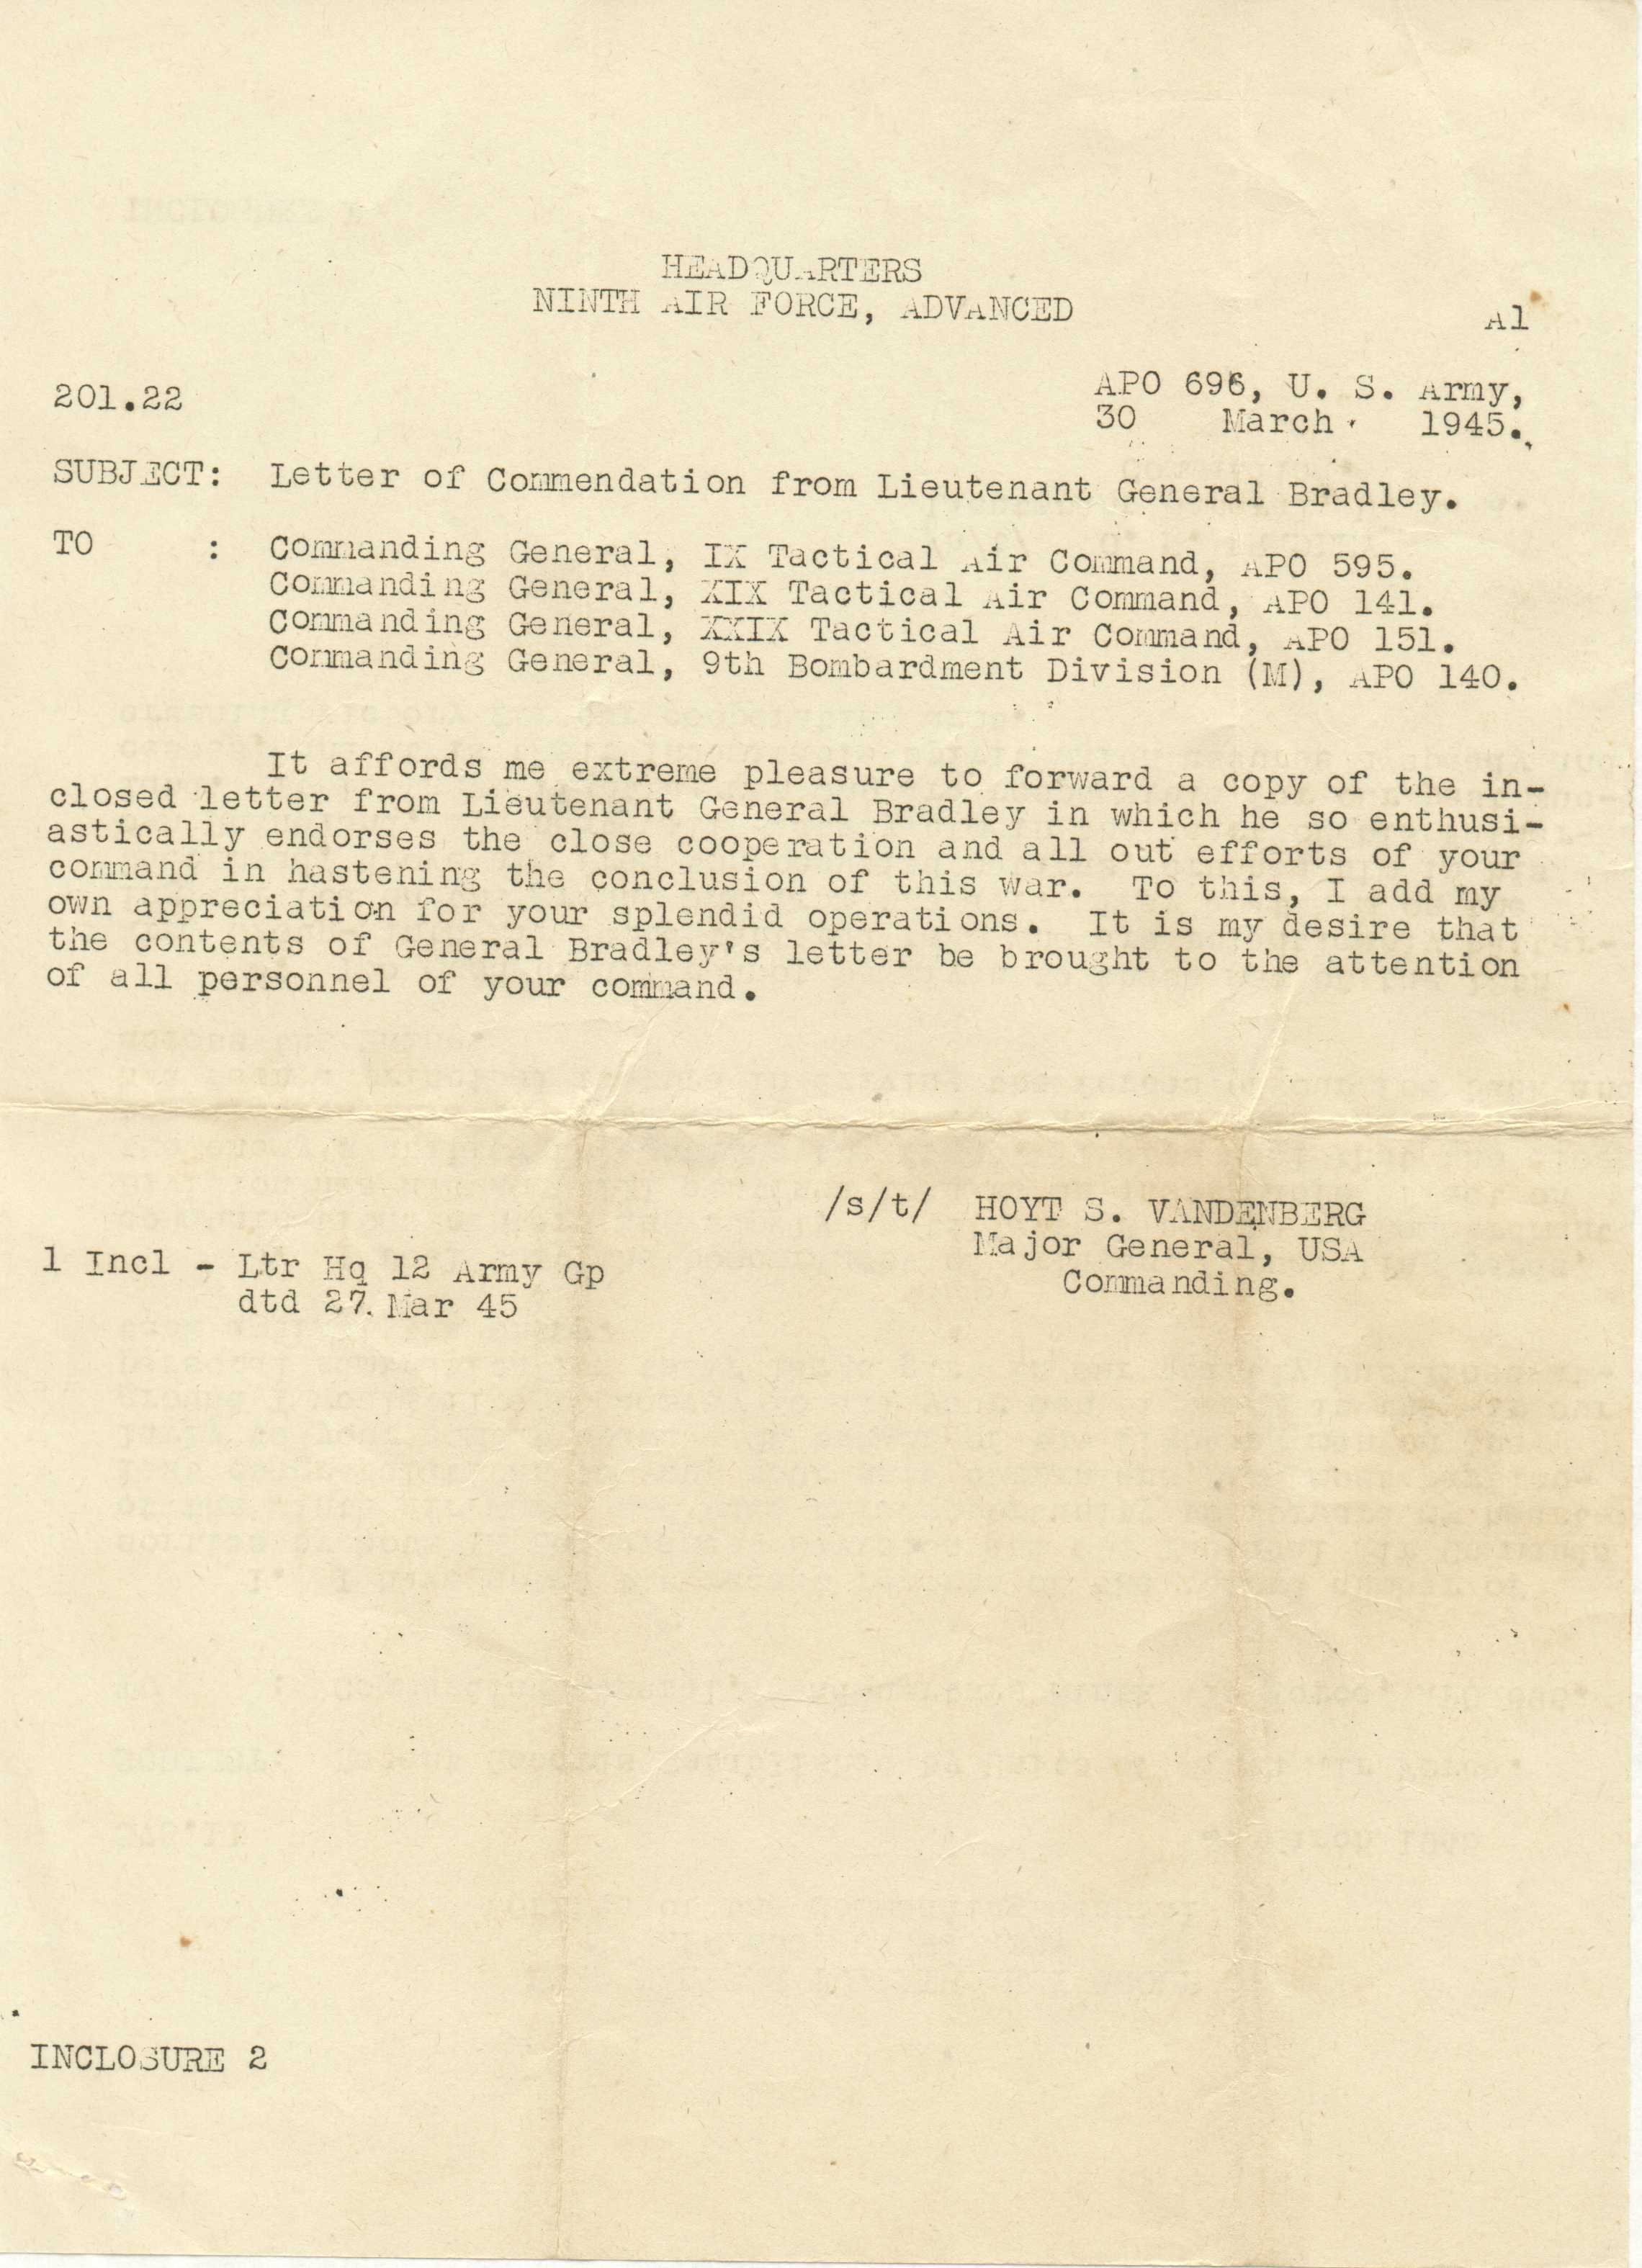 HEADQUARTERS
NINTH AIR FORCE, ADVANCED
A1
201.22
APO 696, U. S. Army,
30 March 1945.
SUBJECT: Letter of Commendation from Lieutenant General Bradley.
TO : Commanding General, IX Tactical Air Command, APO 595.
Commanding General, XIX Tactical Air Command, APO 141.
Commanding General, XXIX Tactical Air Command, APO 151.
Commanding General, 9th Bombardment Division (M), APO 140.
It affords me extreme pleasure to forward a copy of the in-
closed letter from Lieutenant General Bradley in which he so enthusi-
astically endorses the close cooperation and all out efforts of your
command in hastening the conclusion of this war. To this, I add my
own appreciation for your splendid operations. It is my desire that
the contents of General Bradley's letter be brought to the attention
of all personnel of your command.
/s/t/ HOYT S. VANDENBERG
Major General, USA
Commanding.
1 Incl - Ltr Hq 12 Army Gp
dtd 27 Mar 45
INCLOSURE 2